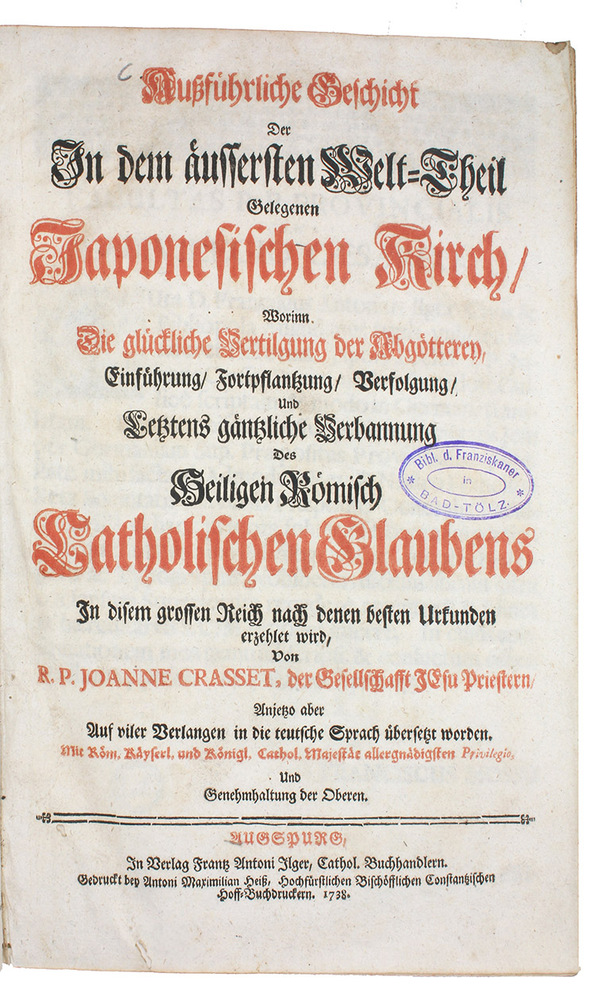 Außführliche Geschicht
Der
In dem äussersten Welt=Theil
Gelegenen
Japonesischen Kirch/
Worinn
Die glückliche Vertilgung der Abgötterey/
Einführung/ Fortpflantzung/ Verfolgung/
Und
Letztens gäntzliche Verbannung
Des
Heiligen Römisch
Catholischen Glaubens
In disem grossen Reich nach denen besten Urkunden
erzehlet wird/
Von
R. P. JOANNE CRASSET, der Gesellschafft JEsu Priestern/
Anjetzo aber
Auf viler Verlangen in die teutsche Sprach übersetzt worden.
Mit Röm. Käyserl. und Königl. Cathol. Majestät allergnädigsten Privilegio,
Und
Genehmhaltung der Oberen.
AUGSPURG/
In Verlag Frantz Antoni Ilger, Cathol. Buchhandlern.
Gedruckt bey Antoni Maximilian Heiß, Hochfürstlichen Bischöfflichen Constantzischen
Hoff=Buchdruckern. 1738.
Bibl. d. Franziskaner
in
* BAD-TÖLZ. *